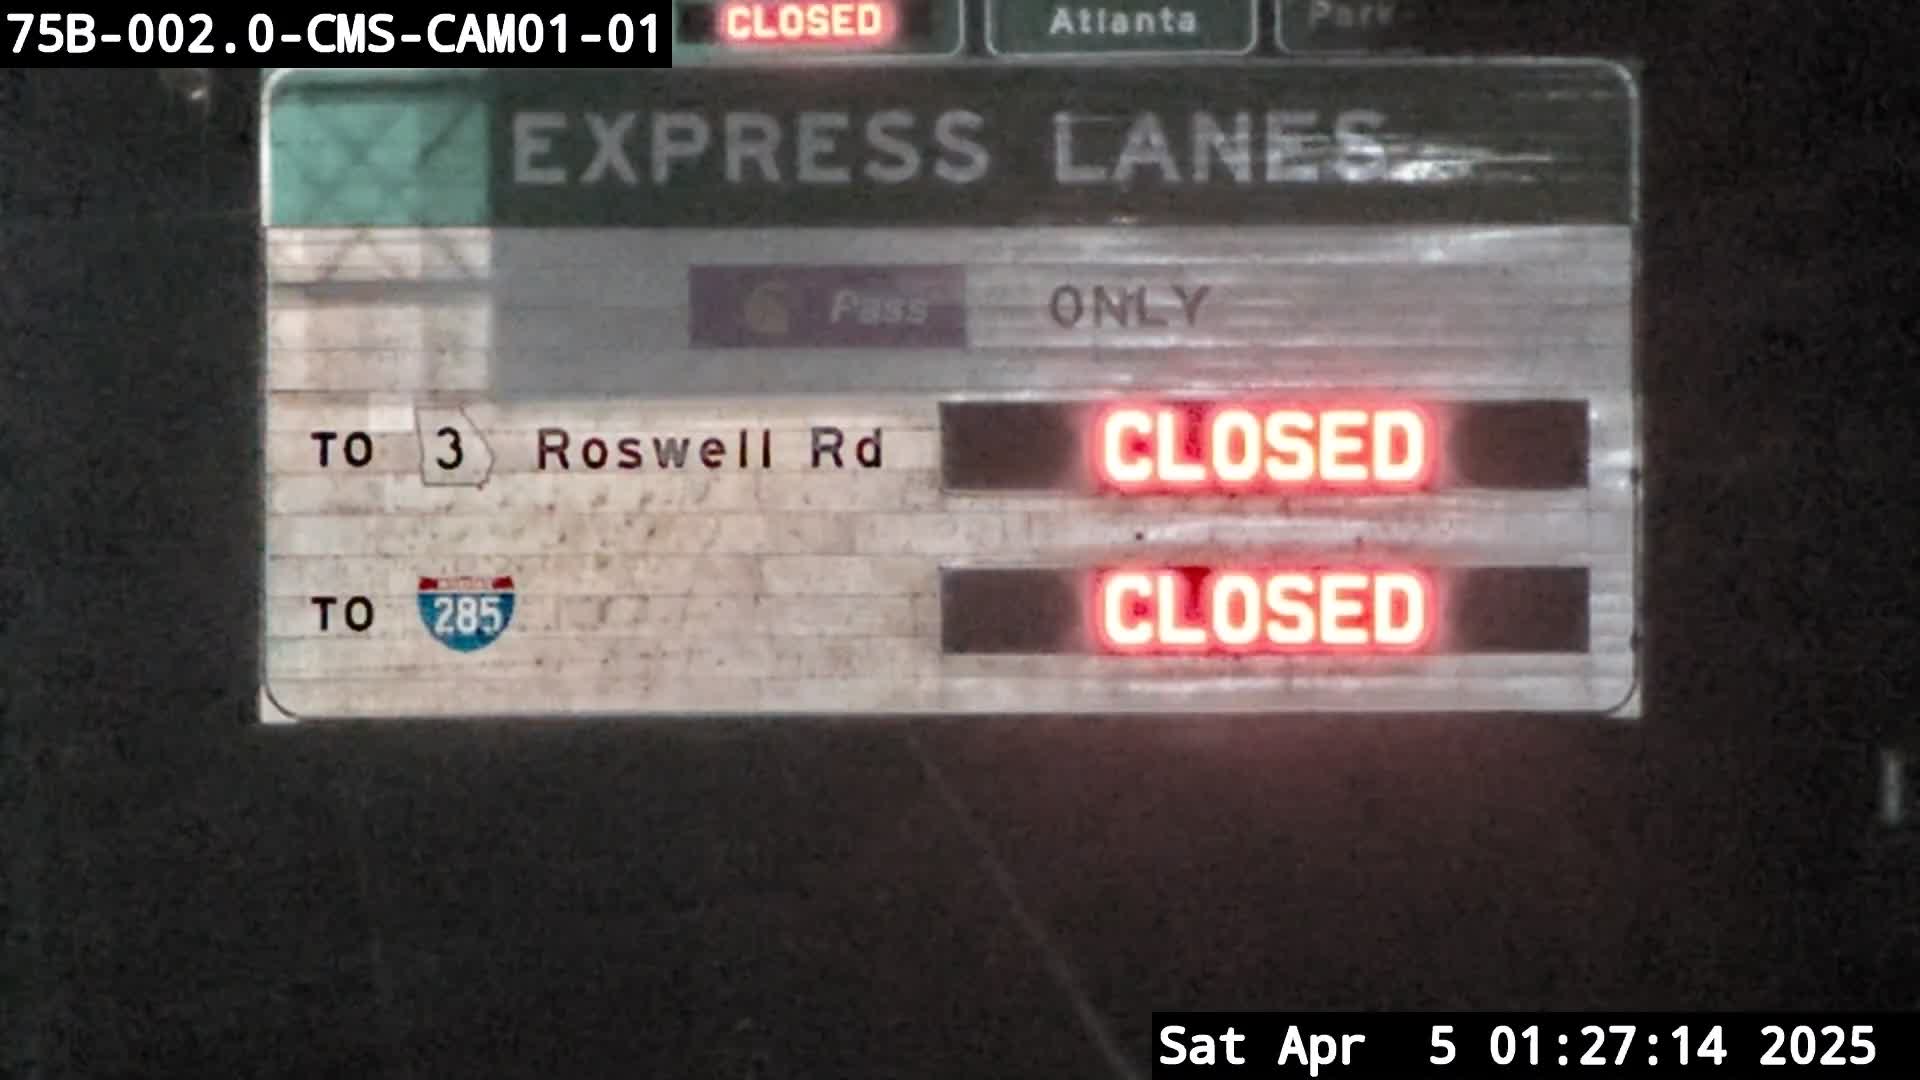 75B-002.0-CMS-CAM01-01
CLOSED
Atlanta
Park
EXPRESS LANES
Pass ONLY
TO 3 Roswell Rd CLOSED
TO 285 CLOSED
Sat Apr 5 01:27:14 2025